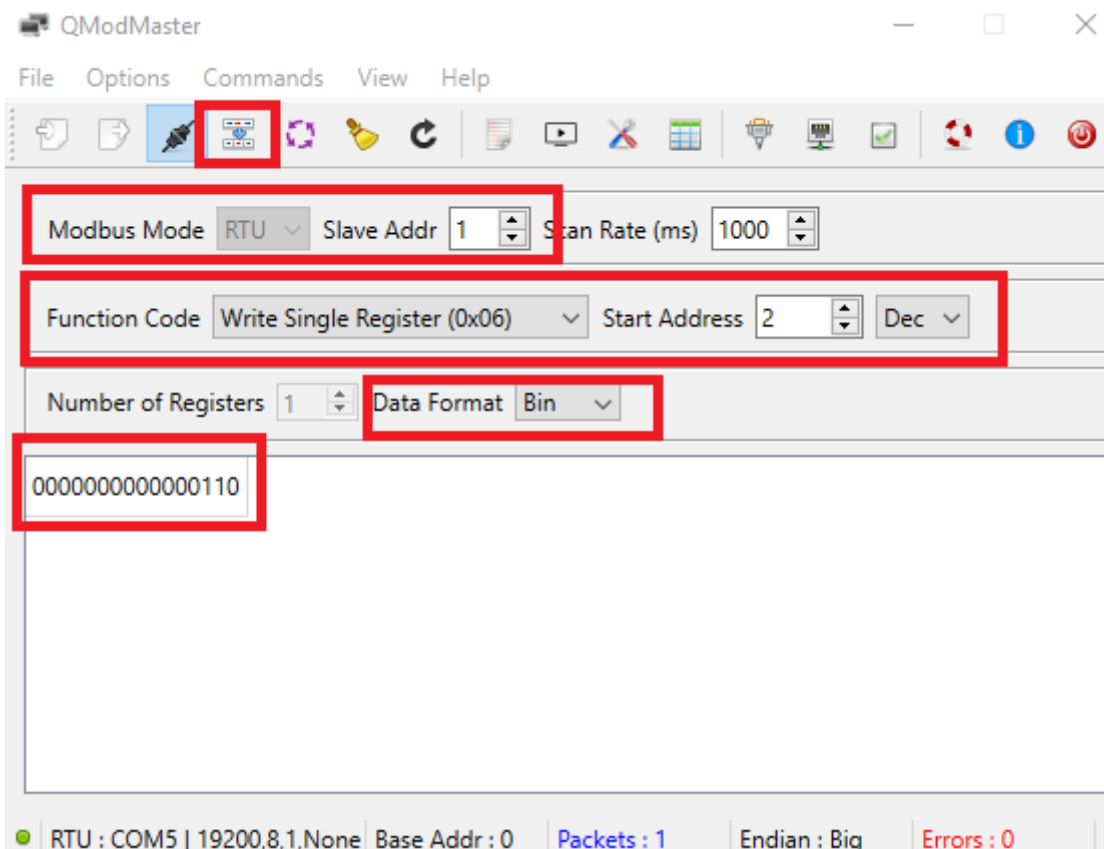 QModMaster
File Options Commands View Help
Modbus Mode RTU Slave Addr 1 Scan Rate (ms) 1000
Function Code Write Single Register (0x06) Start Address 2 Dec
Number of Registers 1 Data Format Bin
0000000000000110
RTU : COM5 | 19200,8,1,None Base Addr : 0 Packets : 1 Endian : Big Errors : 0